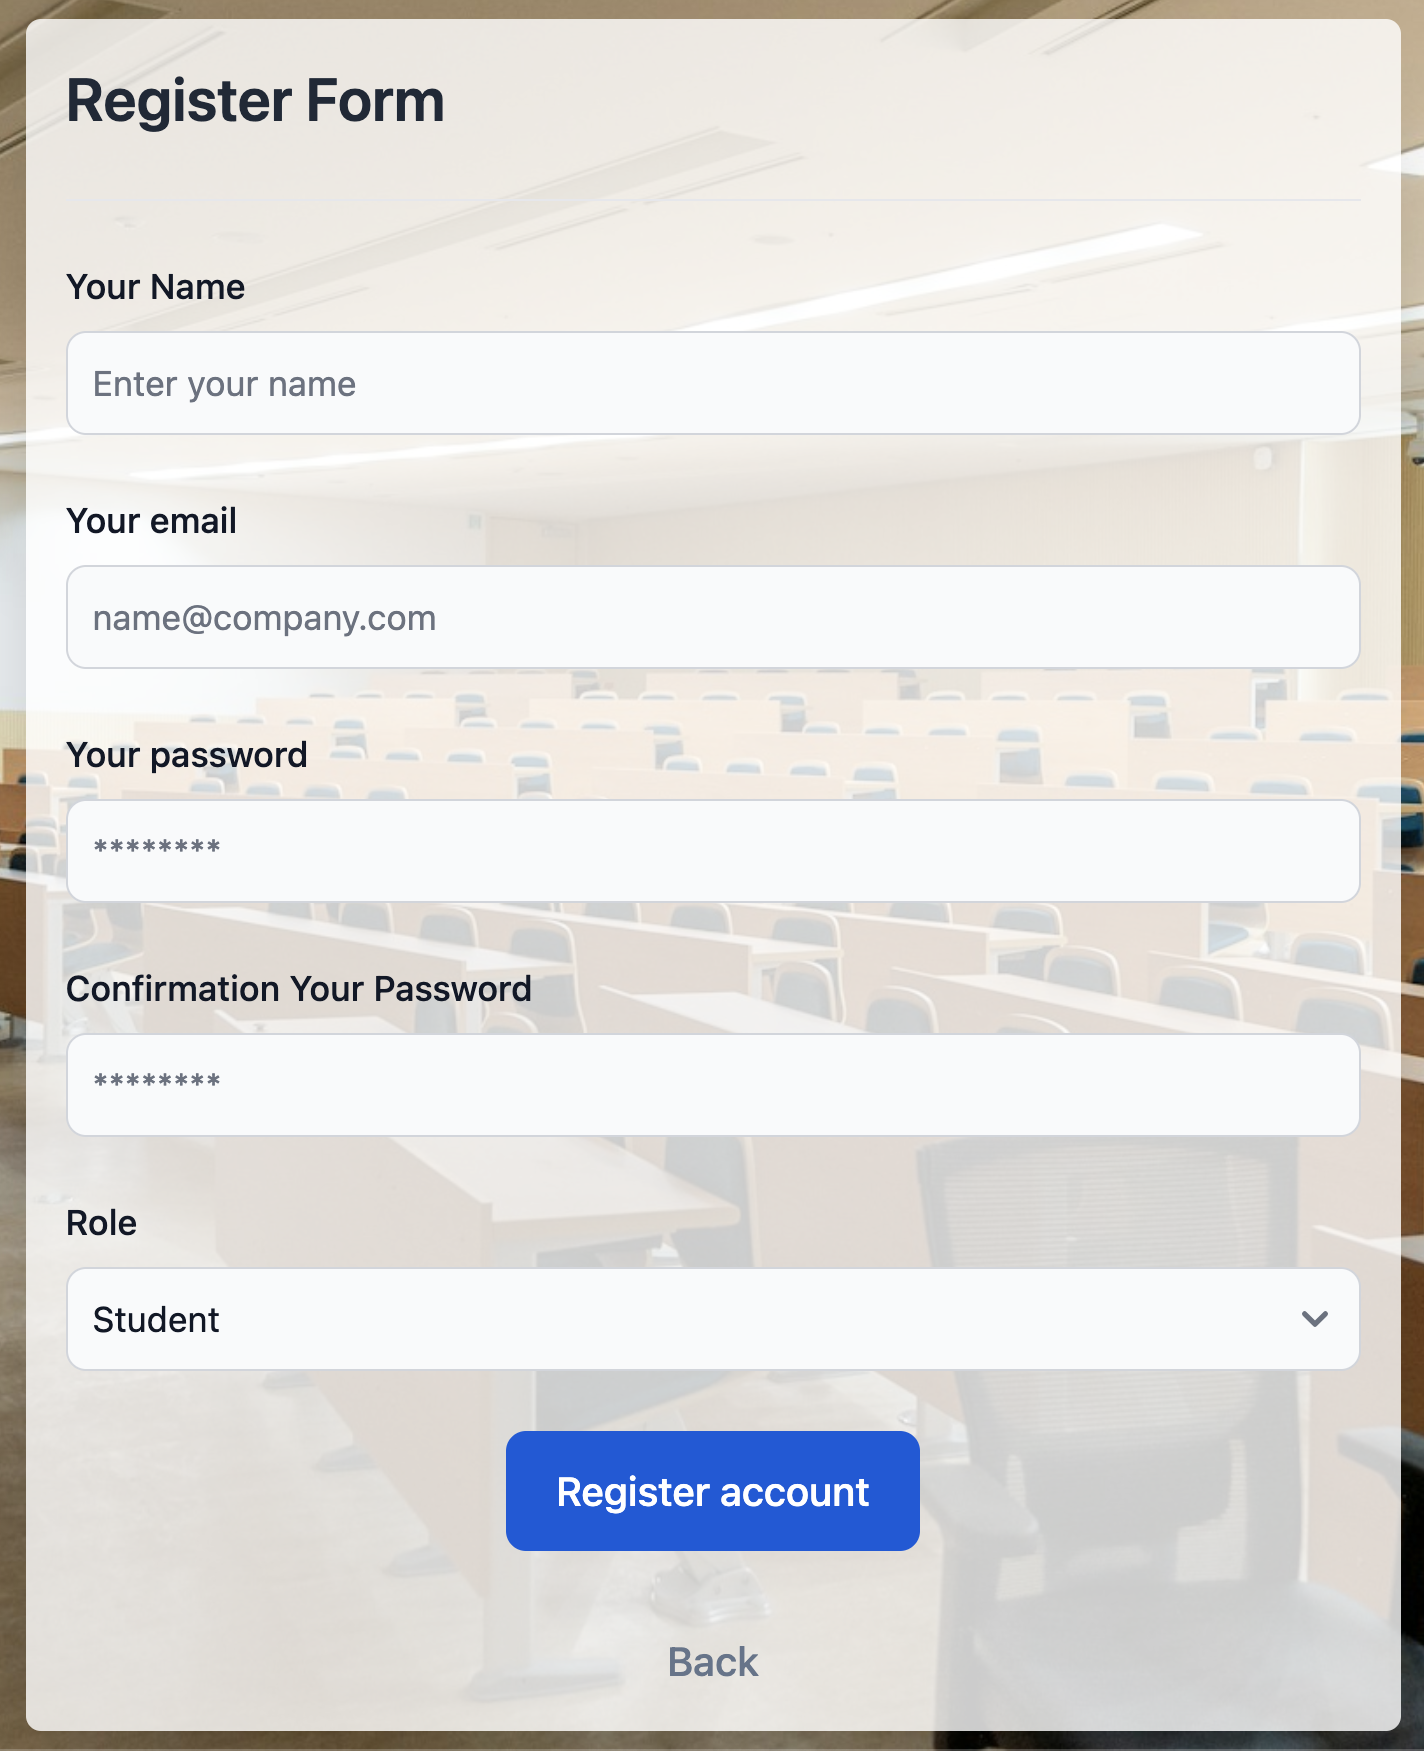 Register Form
Your Name
Enter your name
Your email
name@company.com
Your password
********
Confirmation Your Password
********
Role
Student
Register account
Back